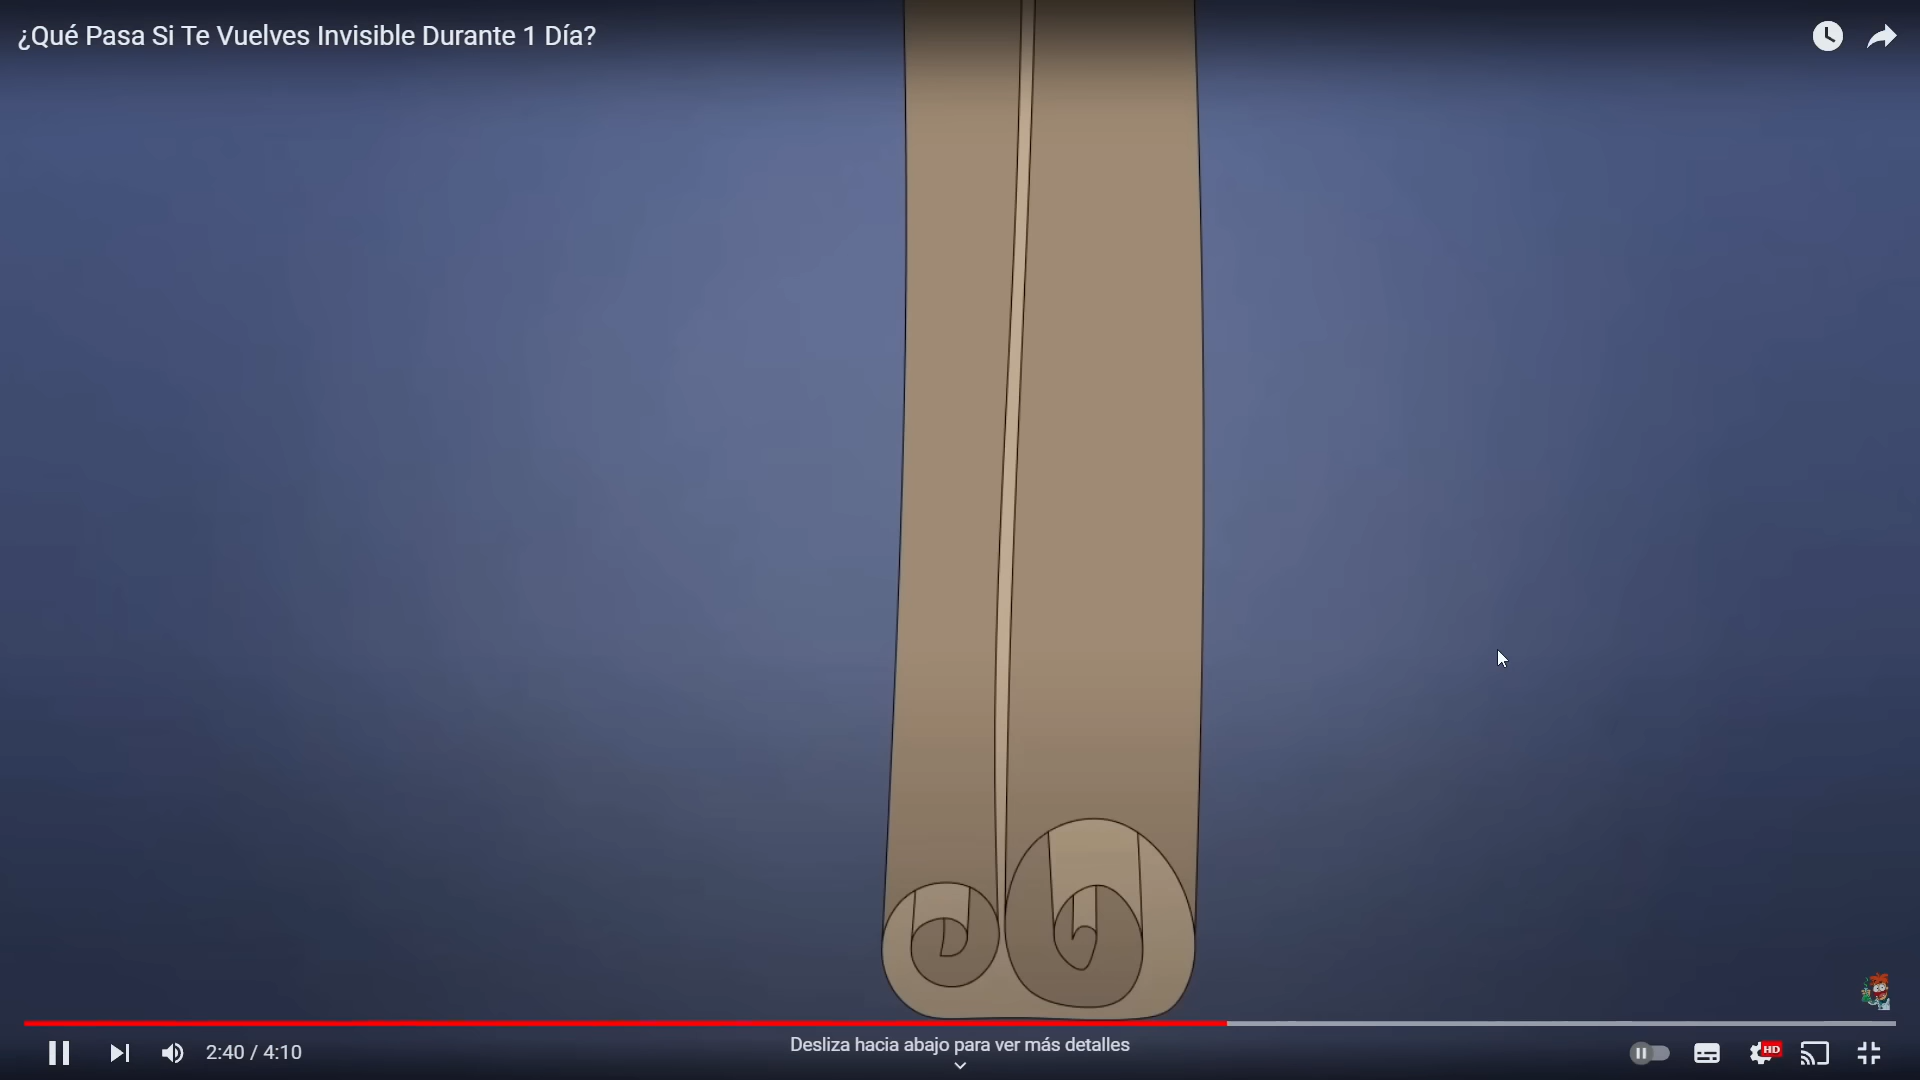 ¿Qué Pasa Si Te Vuelves Invisible Durante 1 Día?
2:40 / 4:10
Desliza hacia abajo para ver más detalles
HD